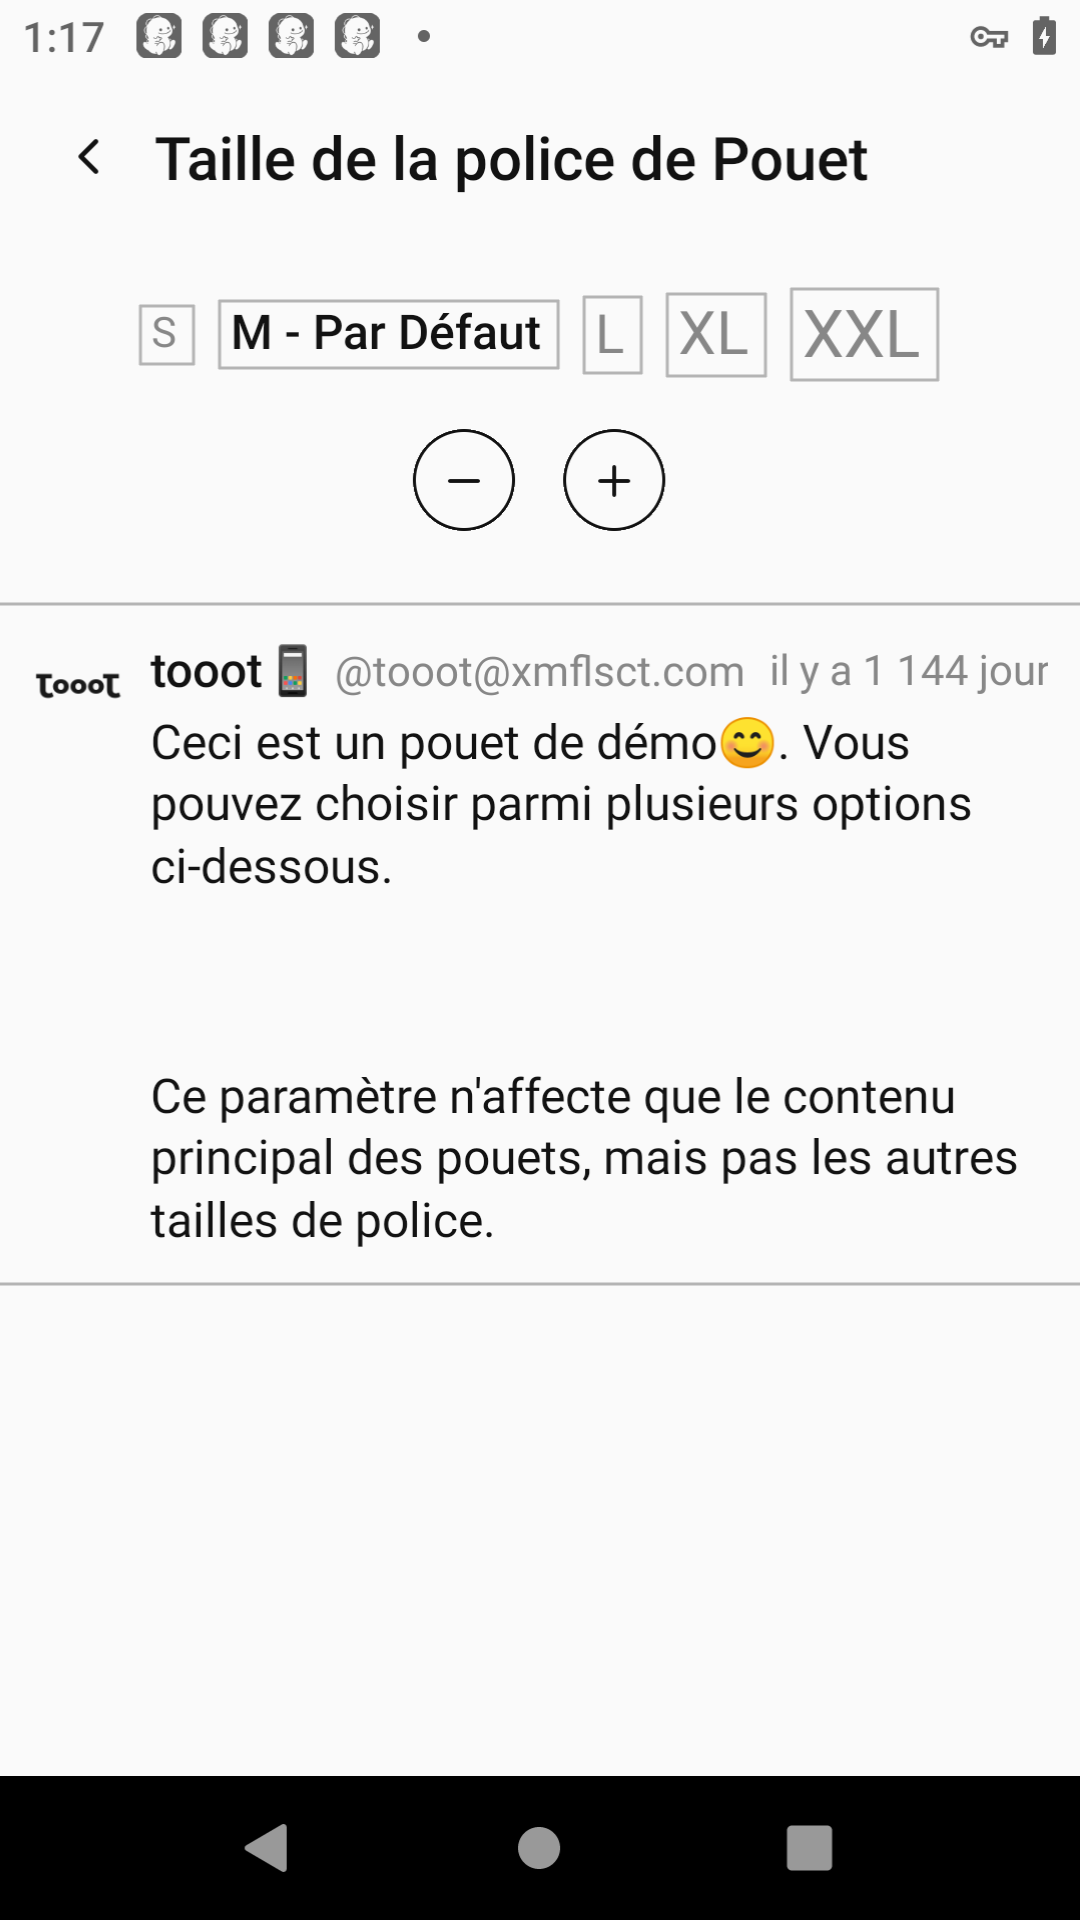 1:17
Taille de la police de Pouet
S M - Par Défaut L XL XXL
tooot
tooot📱 @tooot@xmflsct.com il y a 1 144 jour
Ceci est un pouet de démo😊. Vous
pouvez choisir parmi plusieurs options
ci-dessous.
Ce paramètre n'affecte que le contenu
principal des pouets, mais pas les autres
tailles de police.